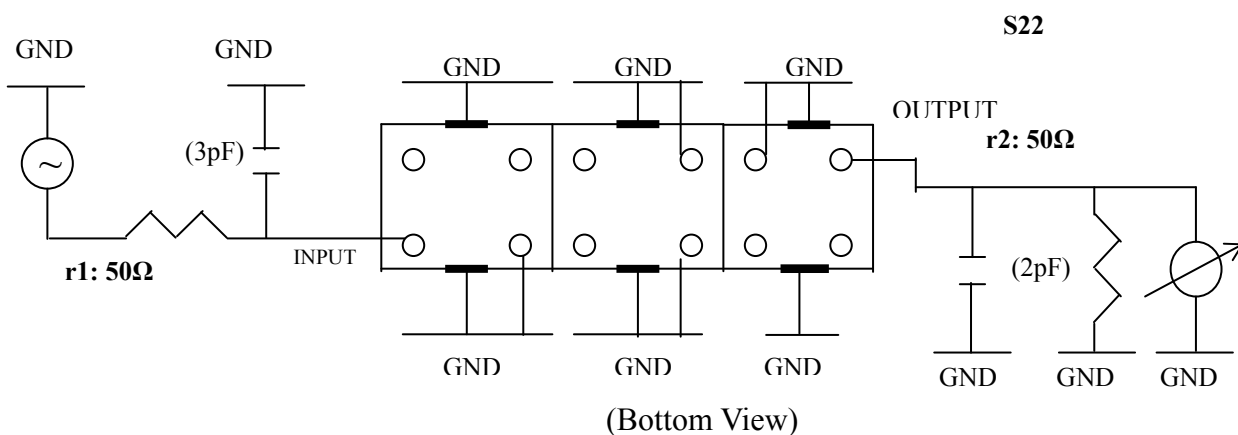 S22
GND
GND
GND
GND
GND
OUTPUT
r2: 50Ω
(3pF)
~
INPUT
r1: 50Ω
(2pF)
GND
GND
GND
GND
GND
GND
(Bottom View)